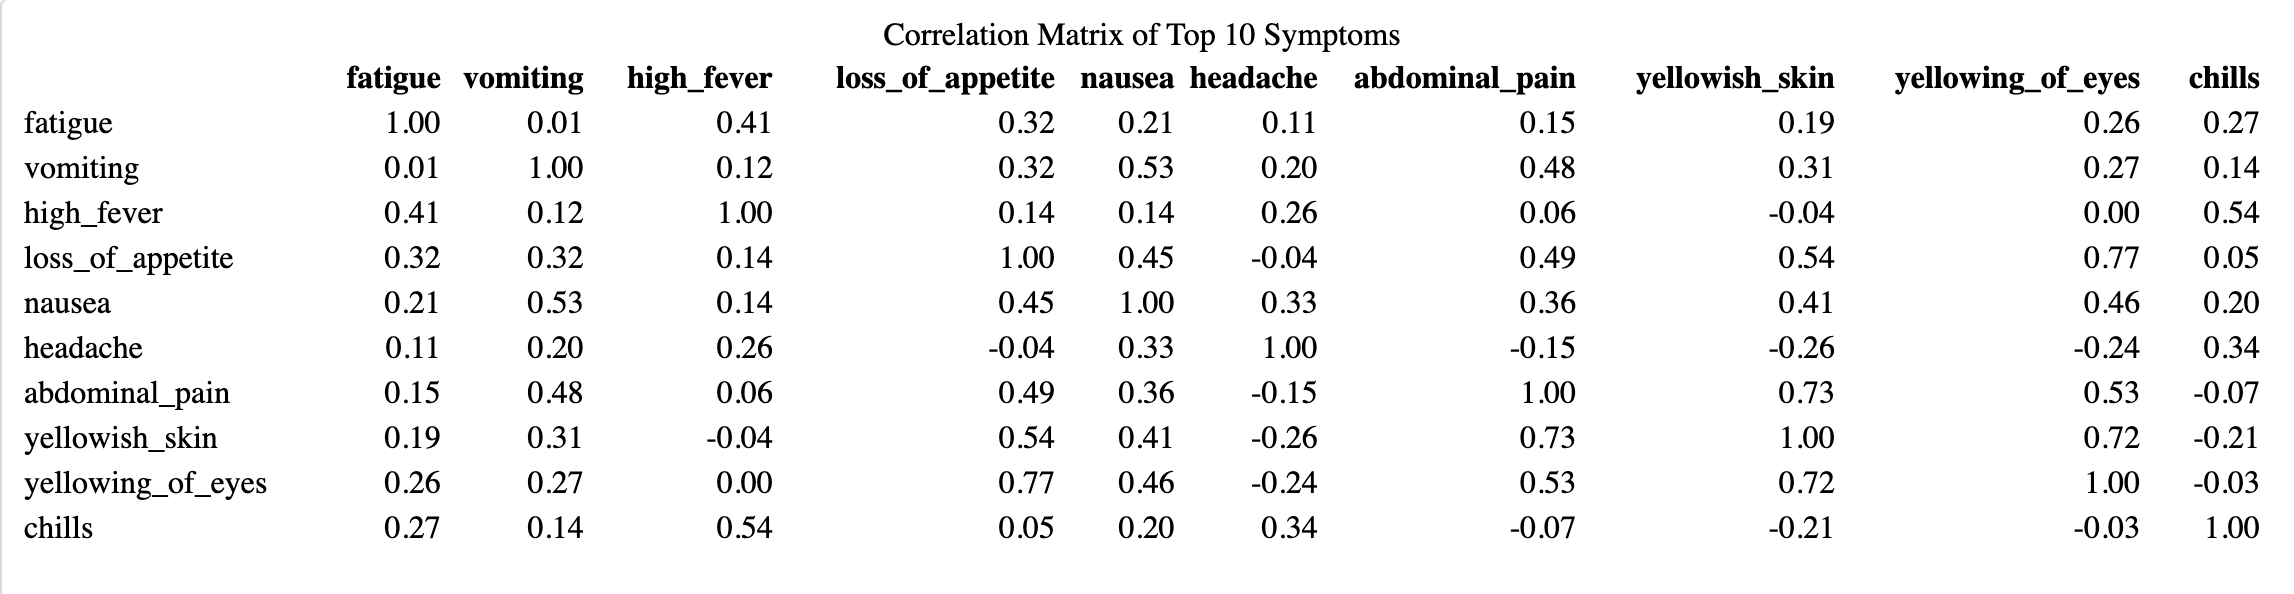 Correlation Matrix of Top 10 Symptoms
fatigue vomiting high_fever loss_of_appetite nausea headache abdominal_pain yellowish_skin yellowing_of_eyes chills
fatigue 1.00 0.01 0.41 0.32 0.21 0.11 0.15 0.19 0.26 0.27
vomiting 0.01 1.00 0.12 0.32 0.53 0.20 0.48 0.31 0.27 0.14
high_fever 0.41 0.12 1.00 0.14 0.14 0.26 0.06 -0.04 0.00 0.54
loss_of_appetite 0.32 0.32 0.14 1.00 0.45 -0.04 0.49 0.54 0.77 0.05
nausea 0.21 0.53 0.14 0.45 1.00 0.33 0.36 0.41 0.46 0.20
headache 0.11 0.20 0.26 -0.04 0.33 1.00 -0.15 -0.26 -0.24 0.34
abdominal_pain 0.15 0.48 0.06 0.49 0.36 -0.15 1.00 0.73 0.53 -0.07
yellowish_skin 0.19 0.31 -0.04 0.54 0.41 -0.26 0.73 1.00 0.72 -0.21
yellowing_of_eyes 0.26 0.27 0.00 0.77 0.46 -0.24 0.53 0.72 1.00 -0.03
chills 0.27 0.14 0.54 0.05 0.20 0.34 -0.07 -0.21 -0.03 1.00